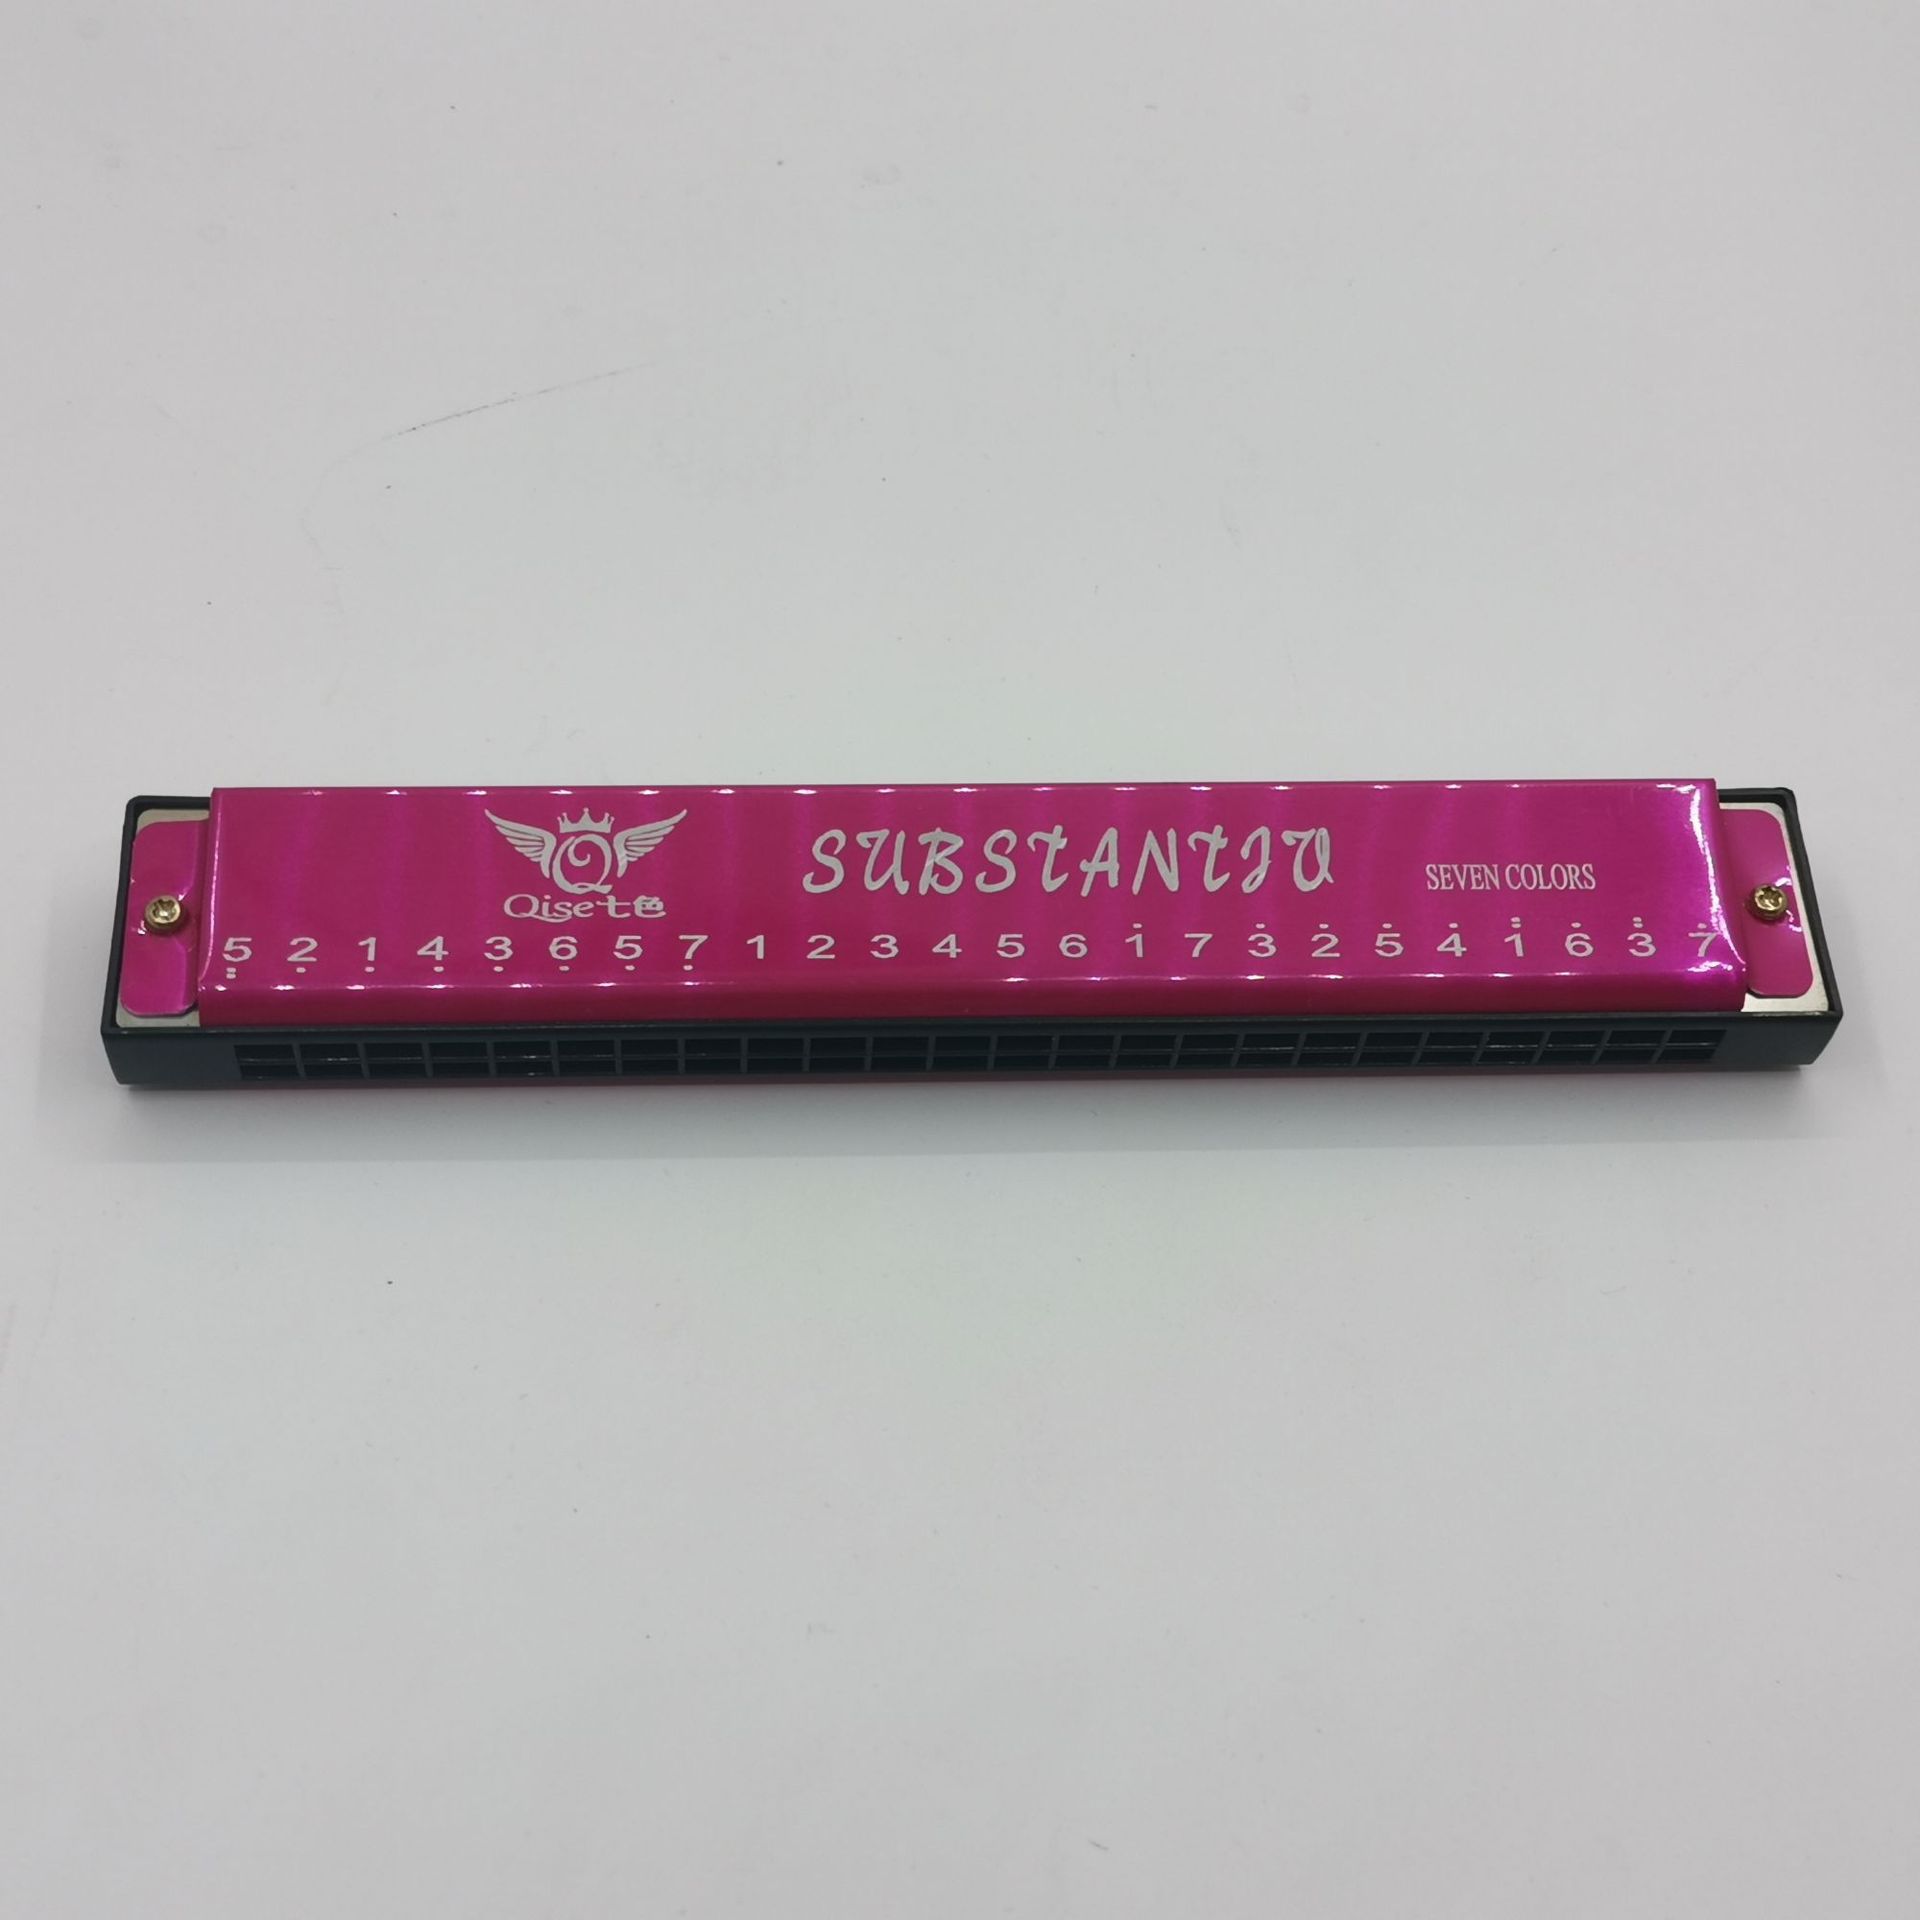 SUBSTANTIV
SEVEN COLORS
Qise七色
5 2 1 4 3 6 5 7 1 2 3 4 5 6 1 7 3 2 5 4 1 6 3 7